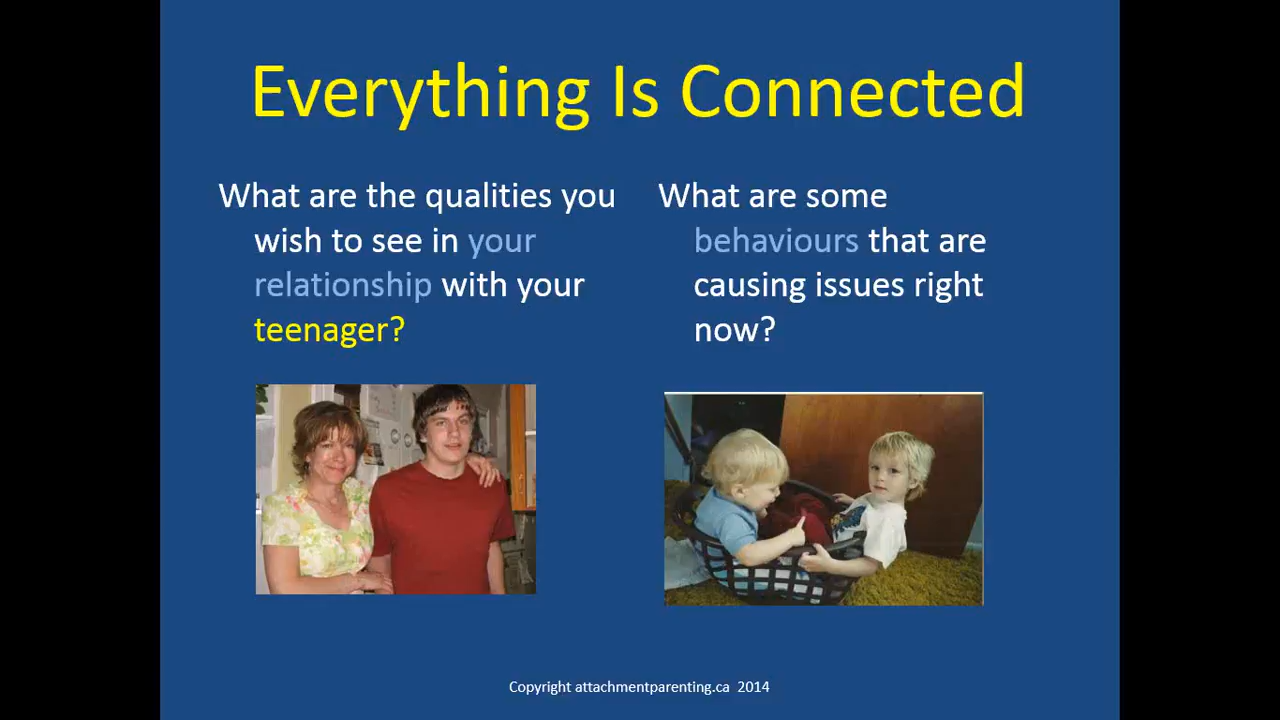 Everything Is Connected
What are the qualities you
wish to see in your
relationship with your
teenager?
What are some
behaviours that are
causing issues right
now?
Copyright attachmentparenting.ca 2014